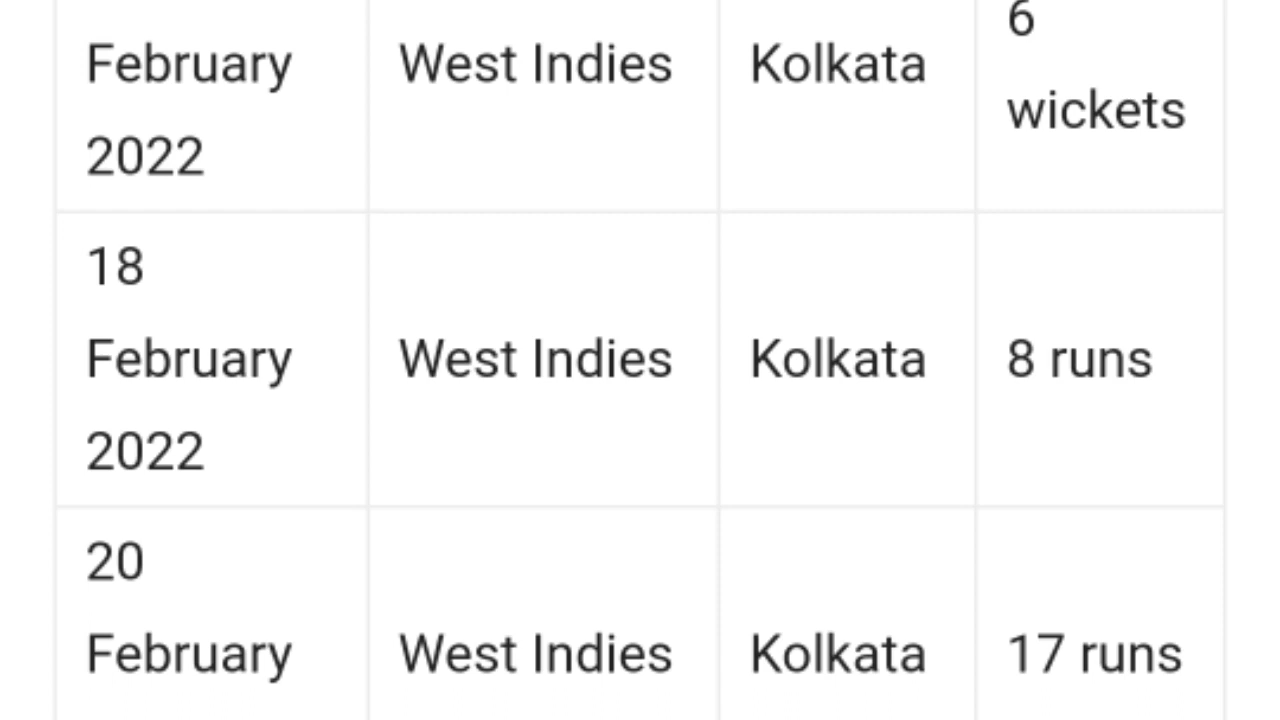 February West Indies Kolkata 6 wickets
2022
18
February West Indies Kolkata 8 runs
2022
20
February West Indies Kolkata 17 runs